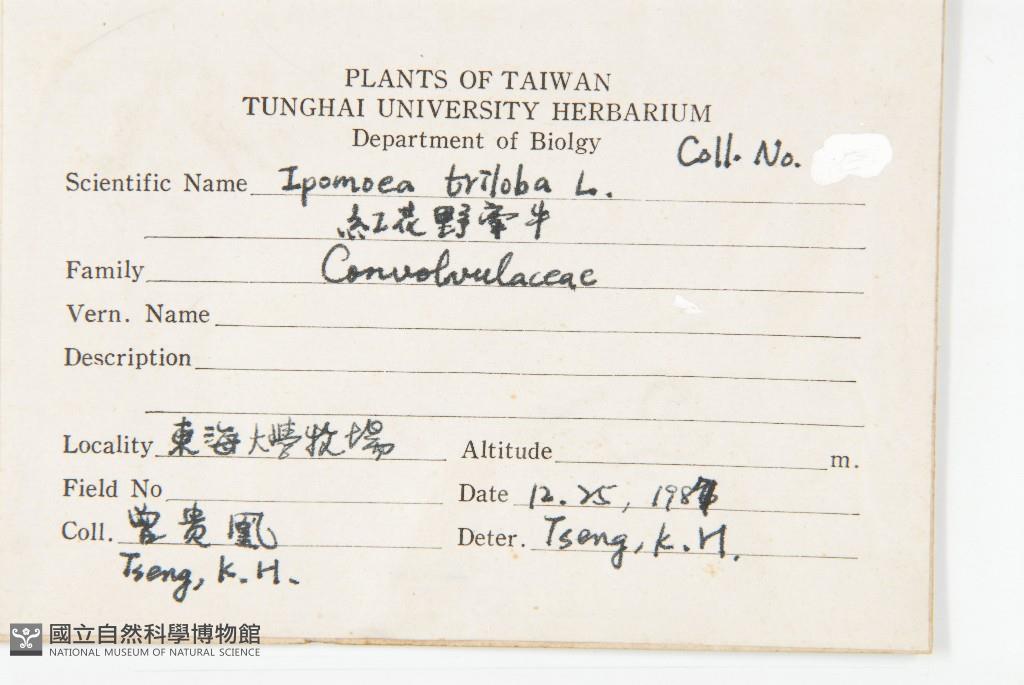 PLANTS OF TAIWAN
TUNGHAI UNIVERSITY HERBARIUM
Department of Biolgy
Coll. No.
Scientific Name Ipomoea triloba L.
紅花野牽牛
Family Convolvulaceae
Vern. Name
Description
Locality 東海大學牧場
Altitude m.
Field No
Date 12.25,
Coll. 曾貴凰
Deter. Tseng, K.H.
Tseng, K.H.
國立自然科學博物館
NATIONAL MUSEUM OF NATURAL SCIENCE